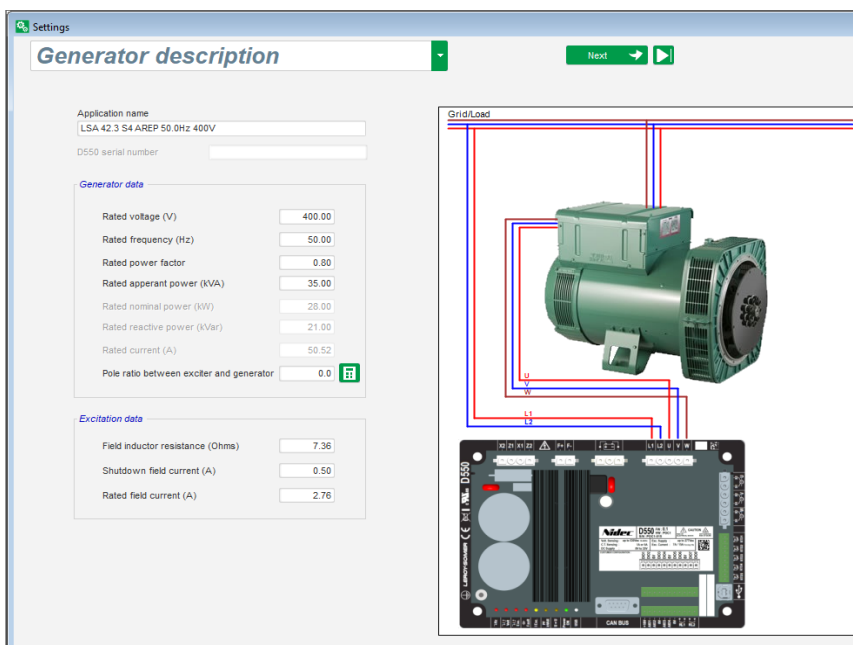 Settings
Generator description
Next
Application name
LSA 42.3 S4 AREP 50.0Hz 400V
D550 serial number
Generator data
Rated voltage (V) 400.00
Rated frequency (Hz) 50.00
Rated power factor 0.80
Rated apperant power (kVA) 35.00
Rated nominal power (kW) 28.00
Rated reactive power (kVar) 21.00
Rated current (A) 50.52
Pole ratio between exciter and generator 0.0
Excitation data
Field inductor resistance (Ohms) 7.36
Shutdown field current (A) 0.50
Rated field current (A) 2.76
Grid/Load
U
V
W
L1
L2
X2 Z1 X1 Z2 F+ F- L1 L2 U V W
D550
LEROY-SOMER
Nidec D550
CAUTION
CAN BUS